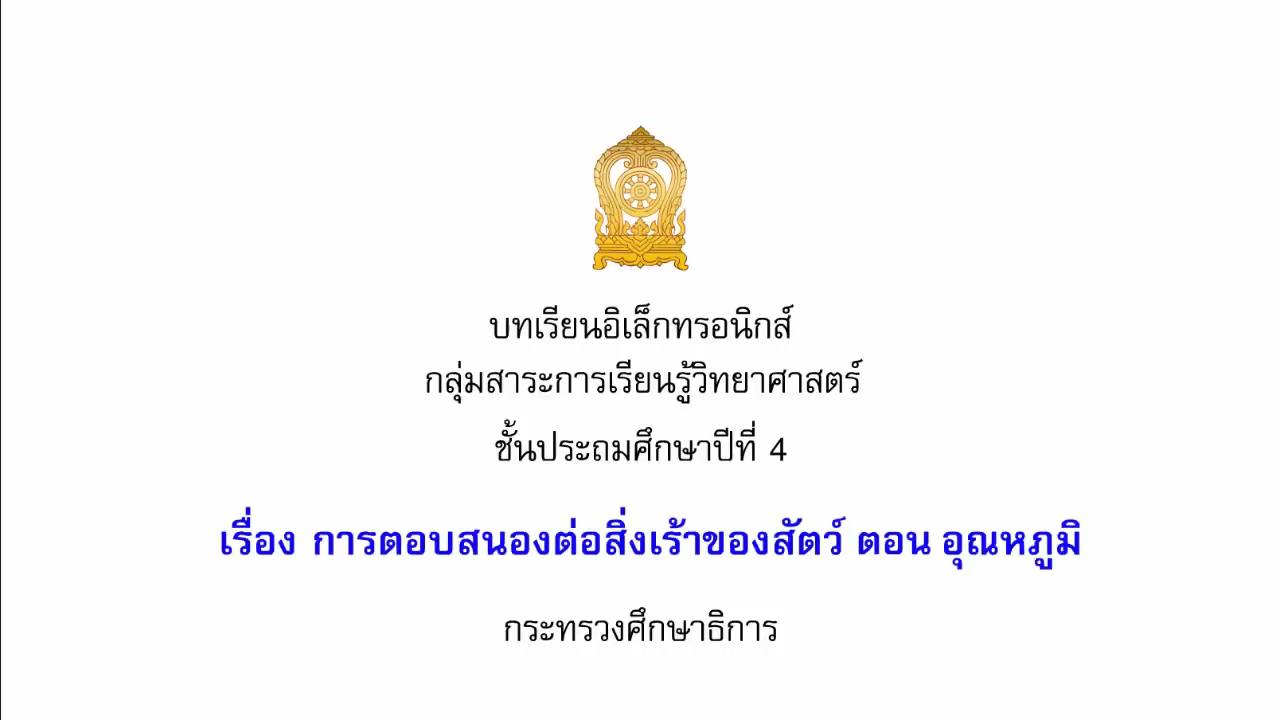 บทเรียนอิเล็กทรอนิกส์
กลุ่มสาระการเรียนรู้วิทยาศาสตร์
ชั้นประถมศึกษาปีที่ 4
เรื่อง การตอบสนองต่อสิ่งเร้าของสัตว์ ตอน อุณหภูมิ
กระทรวงศึกษาธิการ